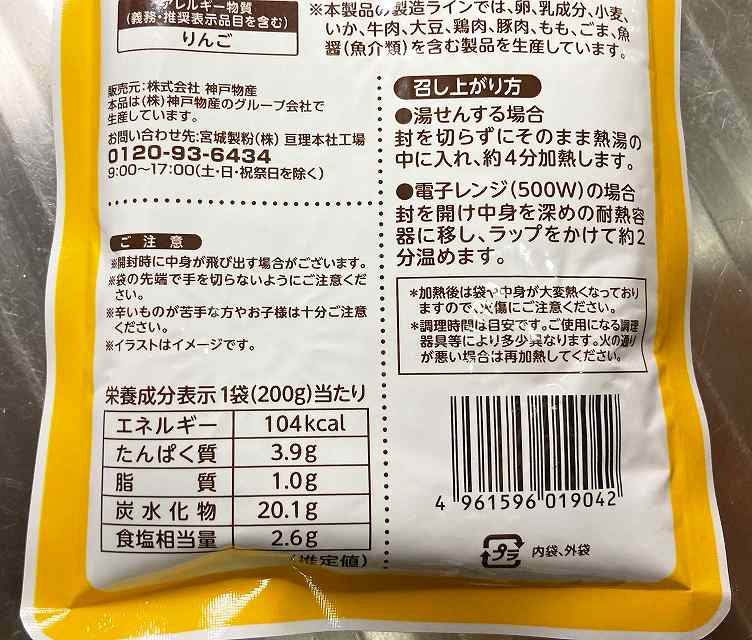 アレルギー物質
(義務・推奨表示品目を含む)
りんご
※本製品の製造ラインでは、卵、乳成分、小麦、
いか、牛肉、大豆、鶏肉、豚肉、もも、ごま、魚
醤(魚介類)を含む製品を生産しています。
販売元:株式会社 神戸物産
本品は(株)神戸物産のグループ会社で
生産しています。
お問い合わせ先:宮城製粉(株) 亘理本社工場
0120-93-6434
9:00〜17:00(土・日・祝祭日を除く)
ご注意
※開封時に中身が飛び出す場合がございます。
※袋の先端で手を切らないようにご注意くだ
さい。
※辛いものが苦手な方やお子様は十分ご注意
ください。
※イラストはイメージです。
栄養成分表示 1袋(200g)当たり
エネルギー 104kcal
たんぱく質 3.9g
脂質 1.0g
炭水化物 20.1g
食塩相当量 2.6g
(推定値)
召し上がり方
●湯せんする場合
封を切らずにそのまま熱湯の
中に入れ、約4分加熱します。
●電子レンジ(500W)の場合
封を開け中身を深めの耐熱容
器に移し、ラップをかけて約2
分温めます。
*加熱後は袋や中身が大変熱くなっており
ますので、火傷にご注意ください。
*調理時間は目安です。ご使用になる調理
器具等により多少異なります。火の通り
が悪い場合は再加熱してください。
4 961596 019042
プラ 内袋、外袋